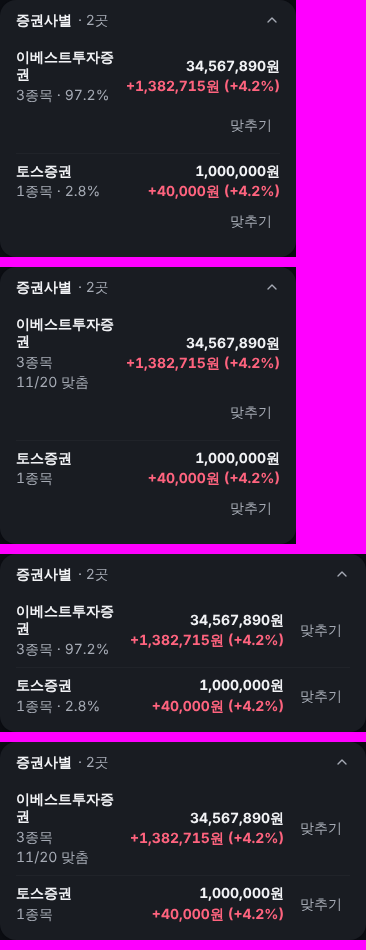 증권사별 · 2곳
이베스트투자증
권
34,567,890원
3종목 · 97.2%
+1,382,715원 (+4.2%)
맞추기
토스증권
1,000,000원
1종목 · 2.8%
+40,000원 (+4.2%)
맞추기
증권사별 · 2곳
이베스트투자증
권
34,567,890원
3종목
+1,382,715원 (+4.2%)
11/20 맞춤
맞추기
토스증권
1,000,000원
1종목
+40,000원 (+4.2%)
맞추기
증권사별 · 2곳
이베스트투자증
권
34,567,890원
3종목 · 97.2%
+1,382,715원 (+4.2%)
맞추기
토스증권
1,000,000원
1종목 · 2.8%
+40,000원 (+4.2%)
맞추기
증권사별 · 2곳
이베스트투자증
권
34,567,890원
3종목
+1,382,715원 (+4.2%)
11/20 맞춤
맞추기
토스증권
1,000,000원
1종목
+40,000원 (+4.2%)
맞추기